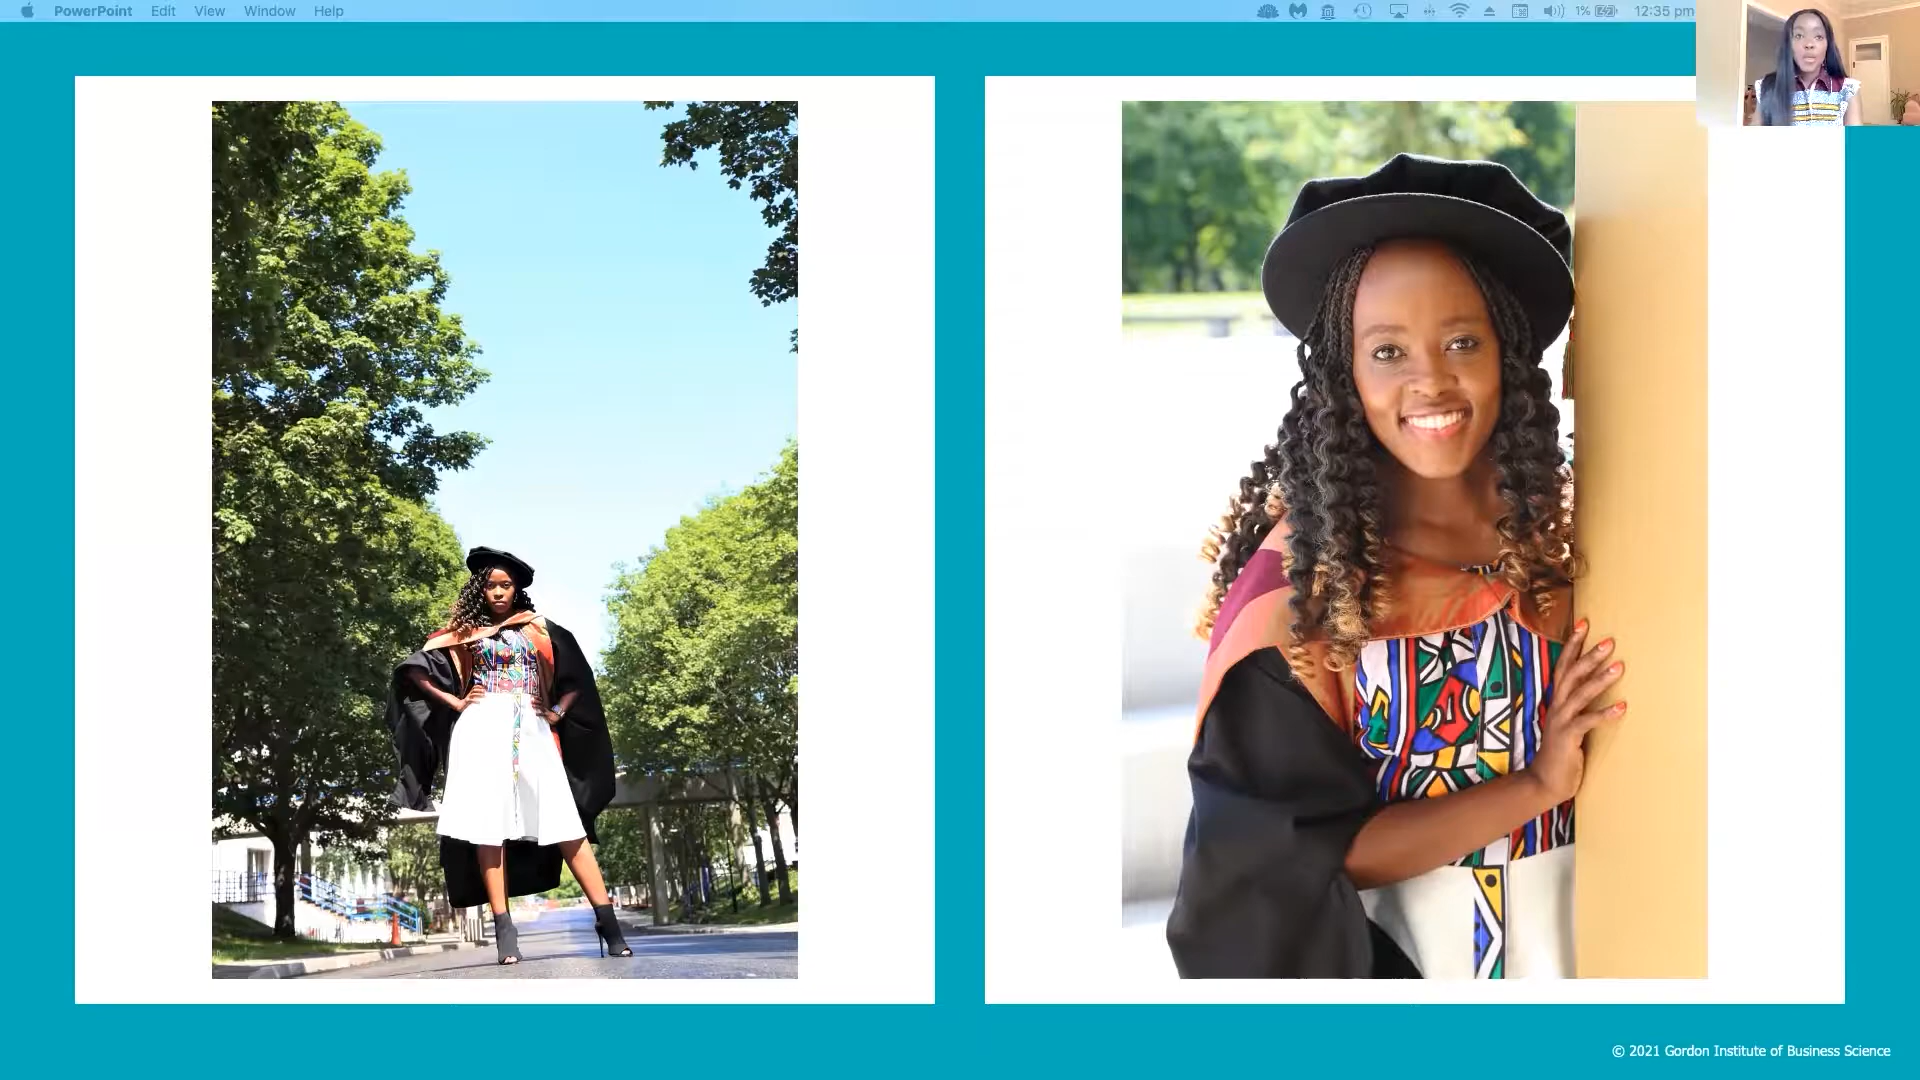 PowerPoint Edit View Window Help 1% 12:35 pm
© 2021 Gordon Institute of Business Science